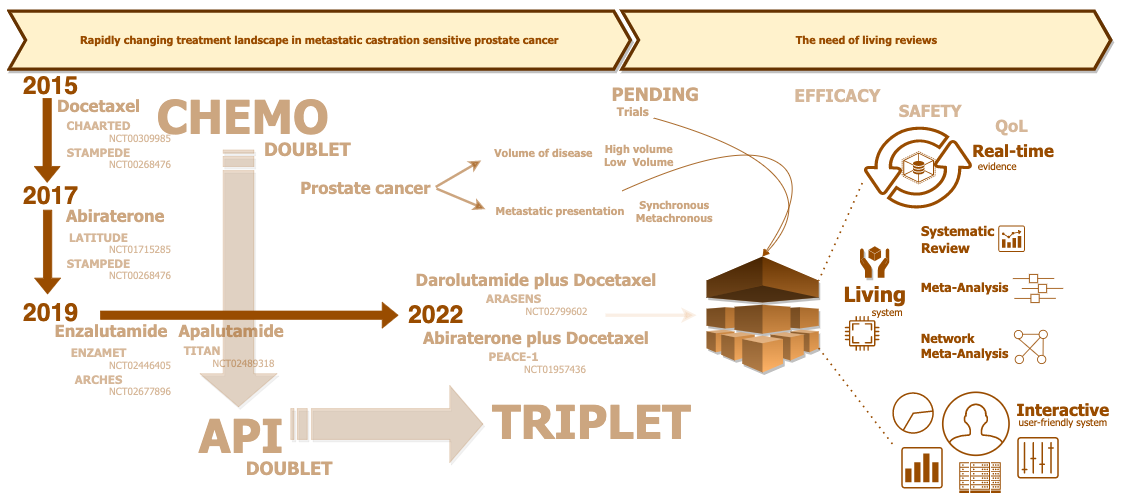 Rapidly changing treatment landscape in metastatic castration sensitive prostate cancer
The need of living reviews
2015
Docetaxel
CHAARTED
NCT00309985
STAMPEDE
NCT00268476
CHEMO
DOUBLET
2017
Abiraterone
LATITUDE
NCT01715285
STAMPEDE
NCT00268476
2019
Enzalutamide
ENZAMET
NCT02446405
ARCHES
NCT02677896
Apalutamide
TITAN
NCT02489318
API
DOUBLET
TRIPLET
Prostate cancer
Volume of disease
High volume
Low Volume
Metastatic presentation
Synchronous
Metachronous
PENDING
Trials
2022
Darolutamide plus Docetaxel
ARASENS
NCT02799602
Abiraterone plus Docetaxel
PEACE-1
NCT01957436
EFFICACY
SAFETY
QoL
Real-time
evidence
Living
system
Systematic
Review
Meta-Analysis
Network
Meta-Analysis
Interactive
user-friendly system